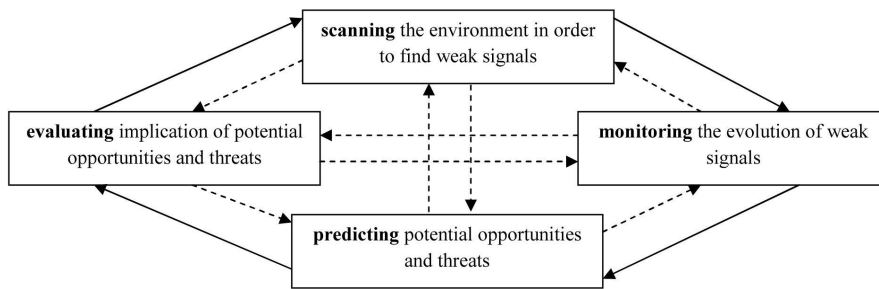 scanning the environment in order
to find weak signals
evaluating implication of potential
opportunities and threats
monitoring the evolution of weak
signals
predicting potential opportunities
and threats